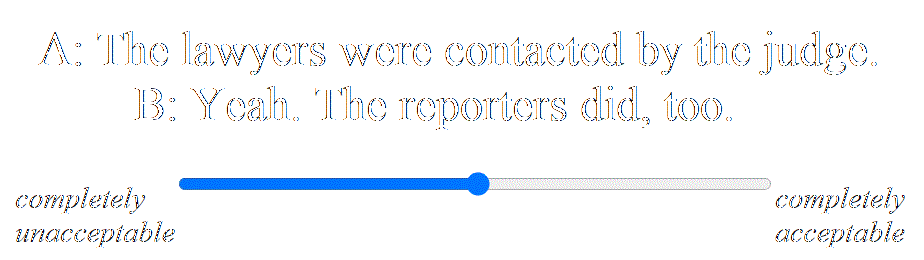 A: The lawyers were contacted by the judge.
B: Yeah. The reporters did, too.
completely unacceptable
completely acceptable